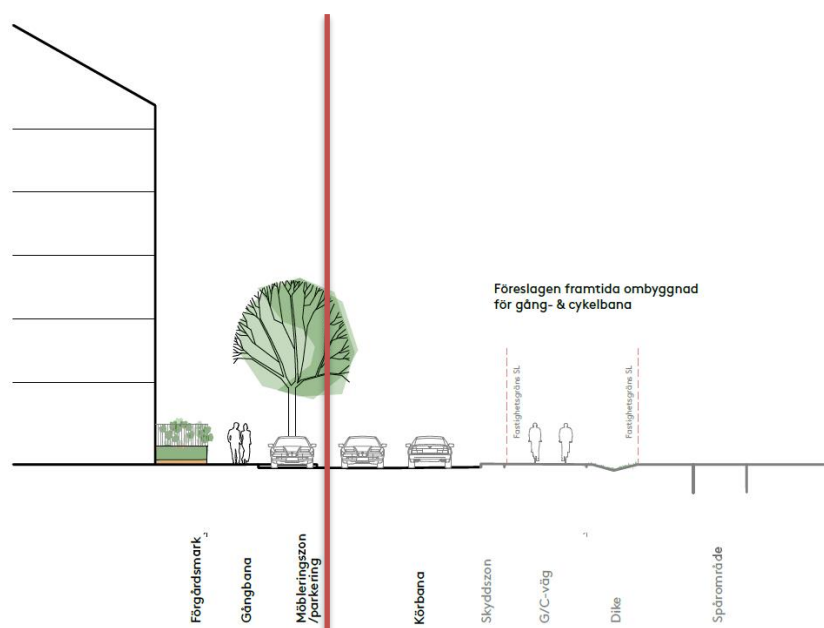 Föreslagen framtida ombyggnad
för gång- & cykelbana
Fastighetsgräns SL
Fastighetsgräns SL
Förgårdsmark
Gångbana
Möbleringszon
/parkering
Körbana
Skyddszon
G/C-väg
Dike
Spårområde